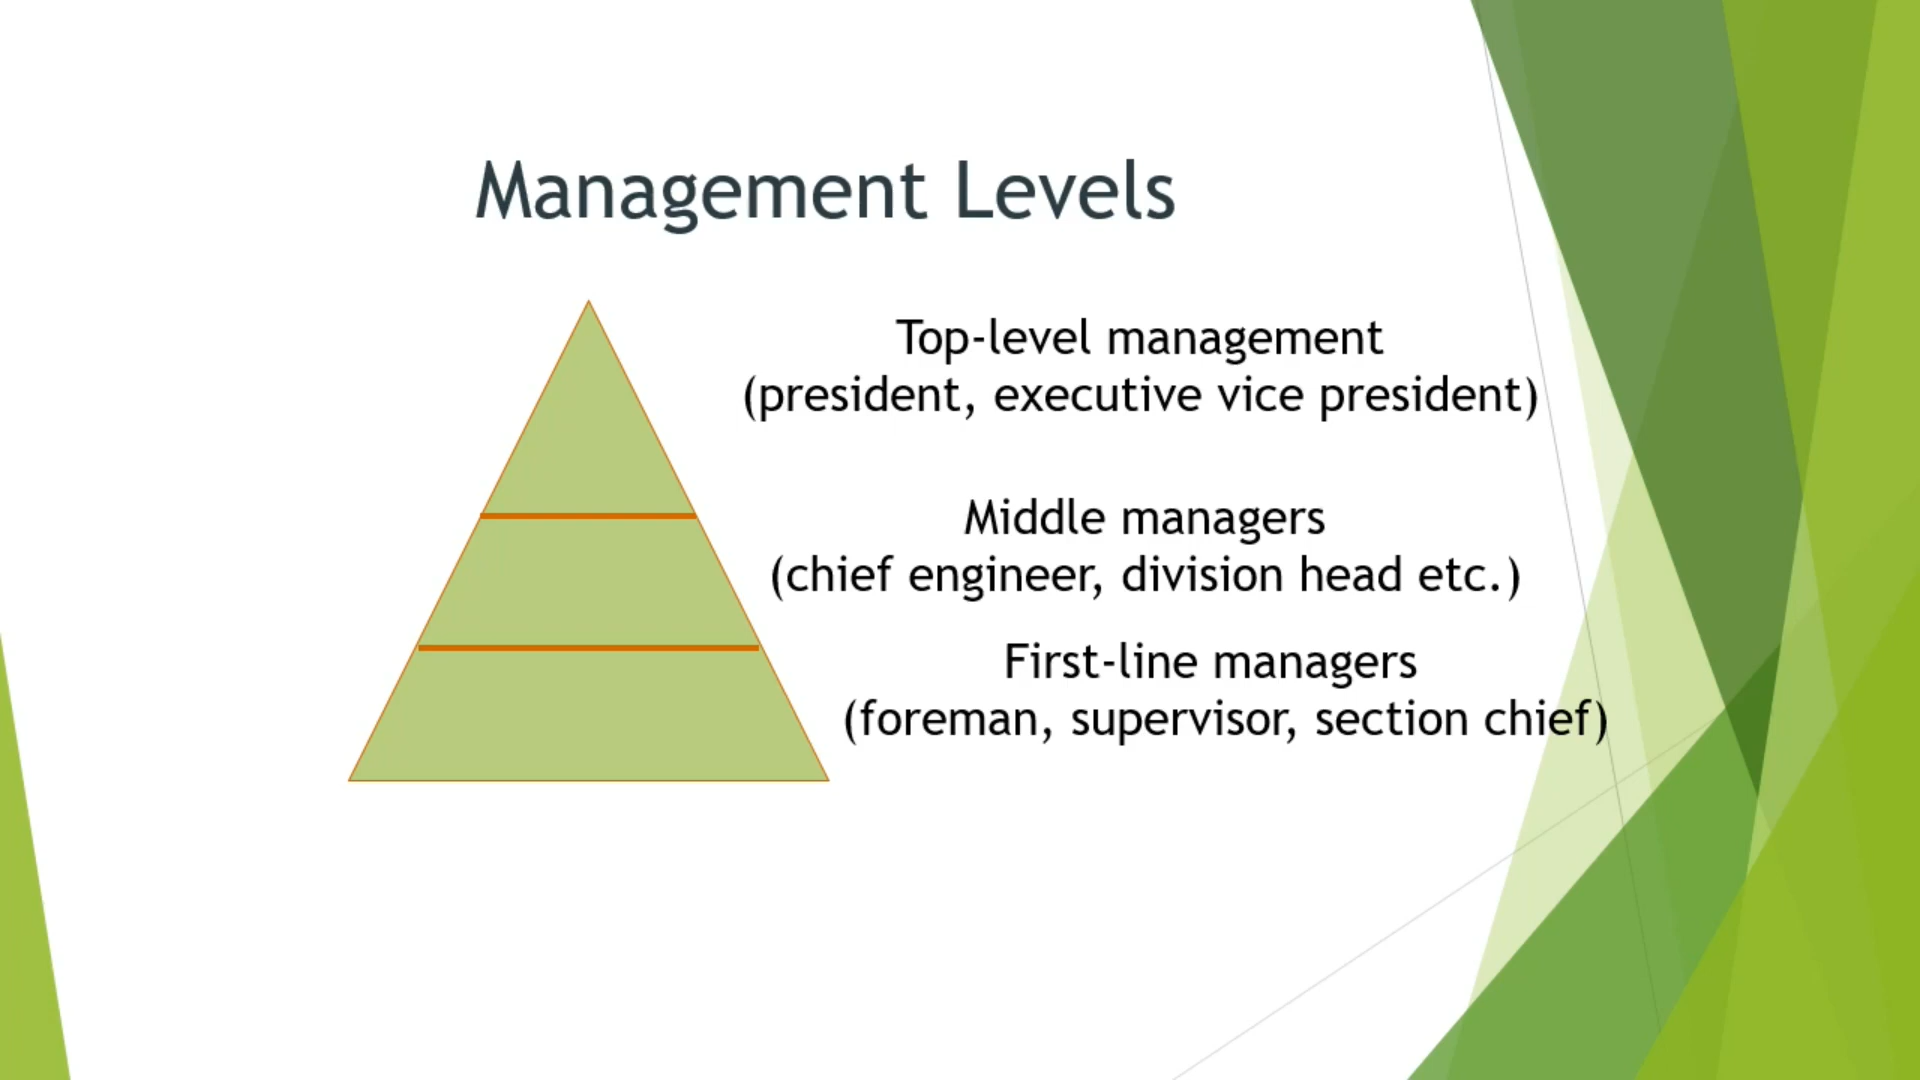 Management Levels
Top-level management
(president, executive vice president)
Middle managers
(chief engineer, division head etc.)
First-line managers
(foreman, supervisor, section chief)